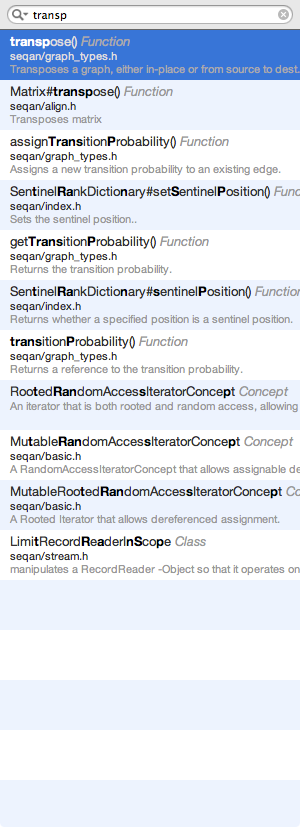 transp
transpose() Function
seqan/graph_types.h
Transposes a graph, either in-place or from source to dest.
Matrix#transpose() Function
seqan/align.h
Transposes matrix
assignTransitionProbability() Function
seqan/graph_types.h
Assigns a new transition probability to an existing edge.
SentinelRankDictionary#setSentinelPosition() Func
seqan/index.h
Sets the sentinel position..
getTransitionProbability() Function
seqan/graph_types.h
Returns the transition probability.
SentinelRankDictionary#sentinelPosition() Function
seqan/index.h
Returns whether a specified position is a sentinel position.
transitionProbability() Function
seqan/graph_types.h
Returns a reference to the transition probability.
RootedRandomAccessIteratorConcept Concept
An iterator that is both rooted and random access, allowing
MutableRandomAccessIteratorConcept Concept
seqan/basic.h
A RandomAccessIteratorConcept that allows assignable de
MutableRootedRandomAccessIteratorConcept Co
seqan/basic.h
A Rooted Iterator that allows dereferenced assignment.
LimitRecordReaderInScope Class
seqan/stream.h
manipulates a RecordReader -Object so that it operates on